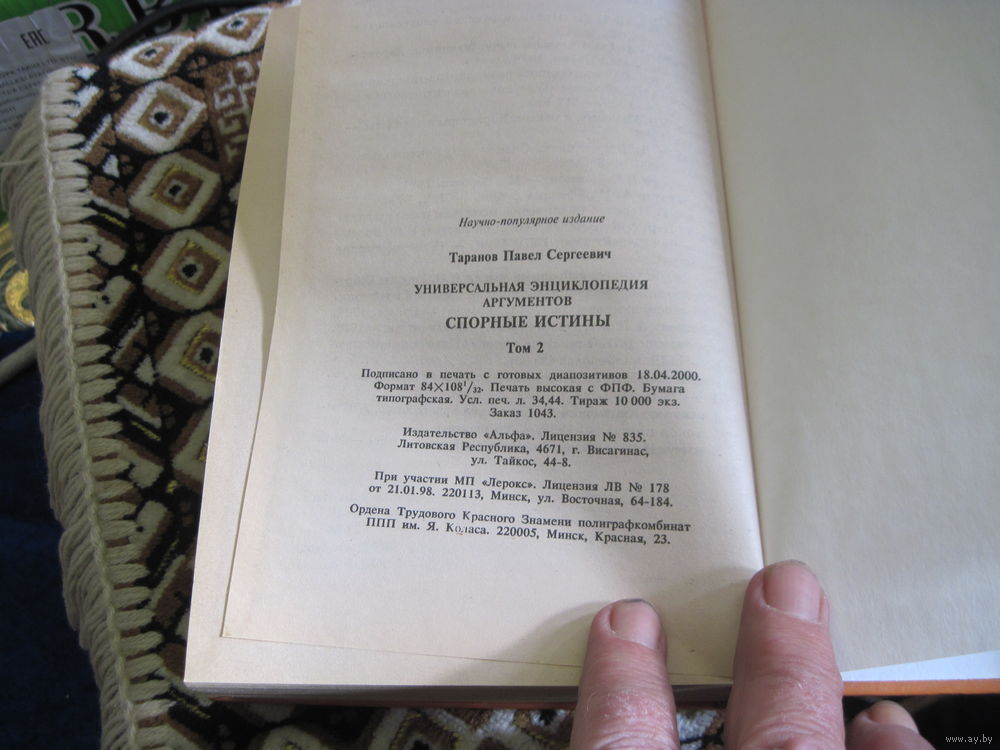 EAC
Научно-популярное издание
Таранов Павел Сергеевич
УНИВЕРСАЛЬНАЯ ЭНЦИКЛОПЕДИЯ
АРГУМЕНТОВ
СПОРНЫЕ ИСТИНЫ
Том 2
Подписано в печать с готовых диапозитивов 18.04.2000.
Формат 84×108¹/₃₂. Печать высокая с ФПФ. Бумага
типографская. Усл. печ. л. 34,44. Тираж 10 000 экз.
Заказ 1043.
Издательство «Альфа». Лицензия № 835.
Литовская Республика, 4671, г. Висагинас,
ул. Тайкос, 44-8.
При участии МП «Лерокс». Лицензия ЛВ № 178
от 21.01.98. 220113, Минск, ул. Восточная, 64-184.
Ордена Трудового Красного Знамени полиграфкомбинат
ППП им. Я. Коласа. 220005, Минск, Красная, 23.
www.ay.by